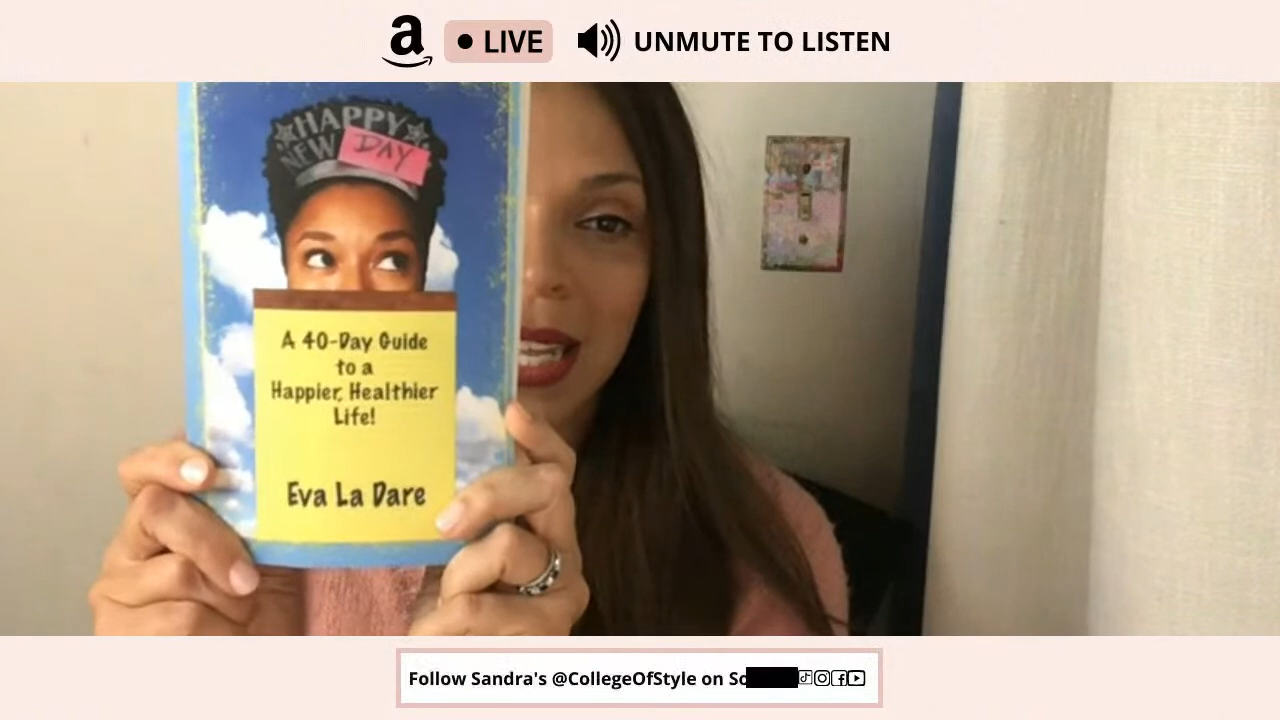 a LIVE UNMUTE TO LISTEN
HAPPY
NEW DAY
A 40-Day Guide
to a
Happier, Healthier
Life!
Eva La Dare
Follow Sandra's @CollegeOfStyle on